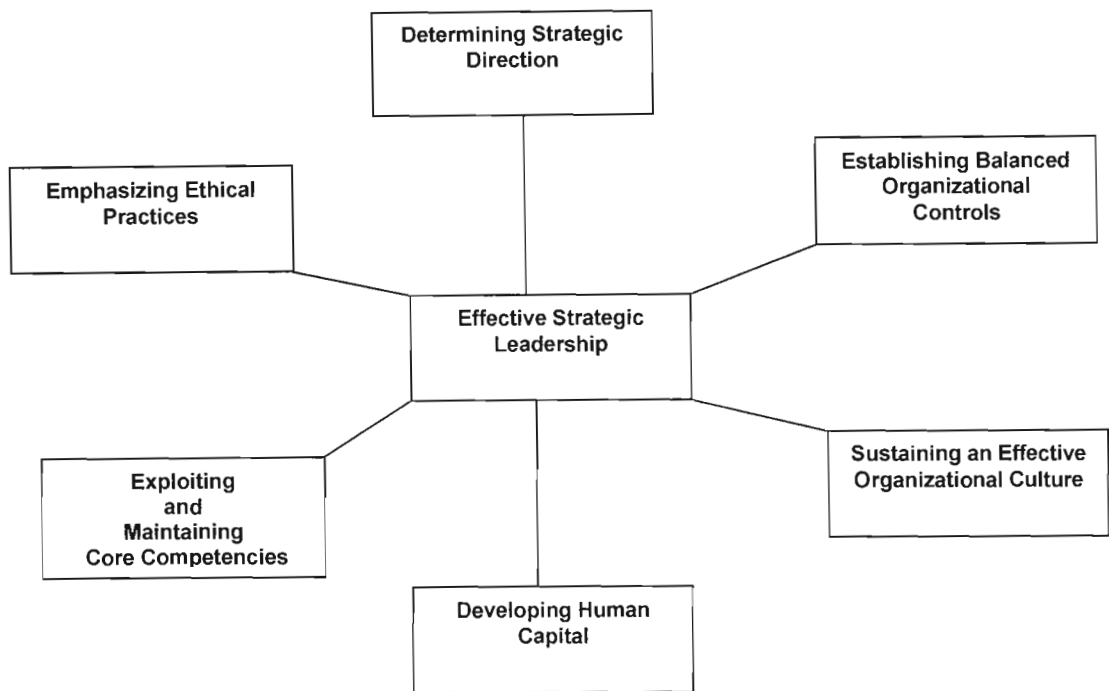 Determining Strategic
Direction
Emphasizing Ethical
Practices
Establishing Balanced
Organizational
Controls
Effective Strategic
Leadership
Exploiting
and
Maintaining
Core Competencies
Sustaining an Effective
Organizational Culture
Developing Human
Capital